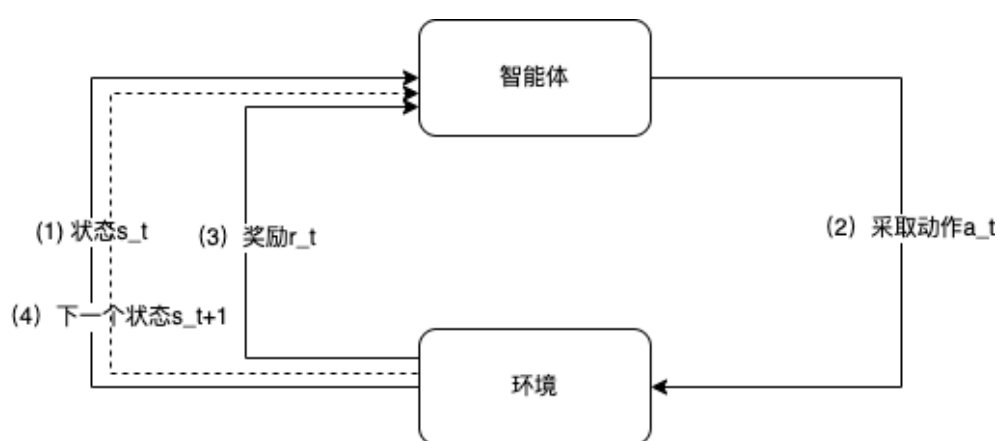 智能体
(1) 状态s_t
（3）奖励r_t
（2）采取动作a_t
（4）下一个状态s_t+1
环境